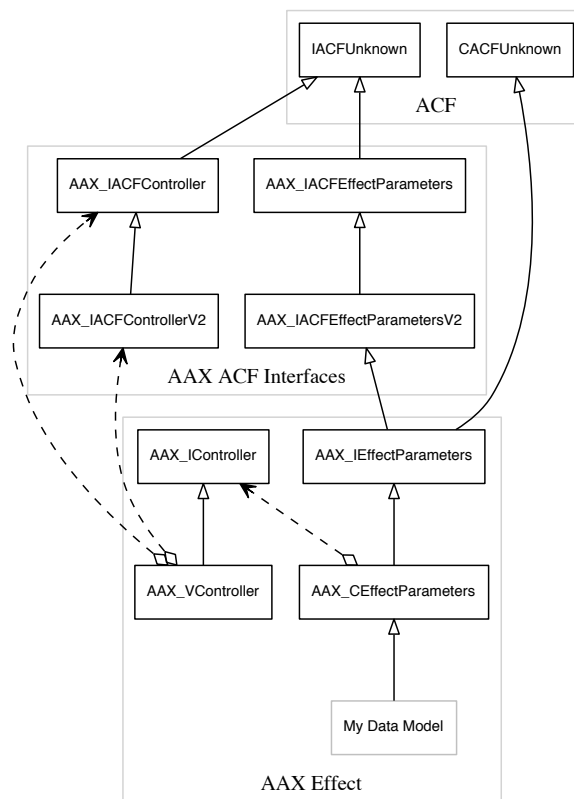 IACFUnknown
CACFUnknown
ACF
AAX_IACFController
AAX_IACFEffectParameters
AAX_IACFControllerV2
AAX_IACFEffectParametersV2
AAX ACF Interfaces
AAX_IController
AAX_IEffectParameters
AAX_VController
AAX_CEffectParameters
My Data Model
AAX Effect